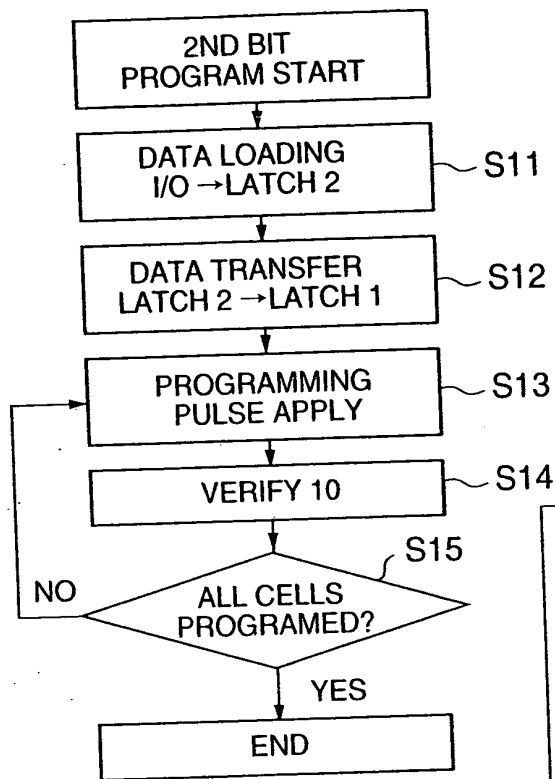 2ND BIT
PROGRAM START
DATA LOADING
I/O → LATCH 2
S11
DATA TRANSFER
LATCH 2 → LATCH 1
S12
PROGRAMMING
PULSE APPLY
S13
VERIFY 10
S14
S15
ALL CELLS
PROGRAMED?
NO
YES
END